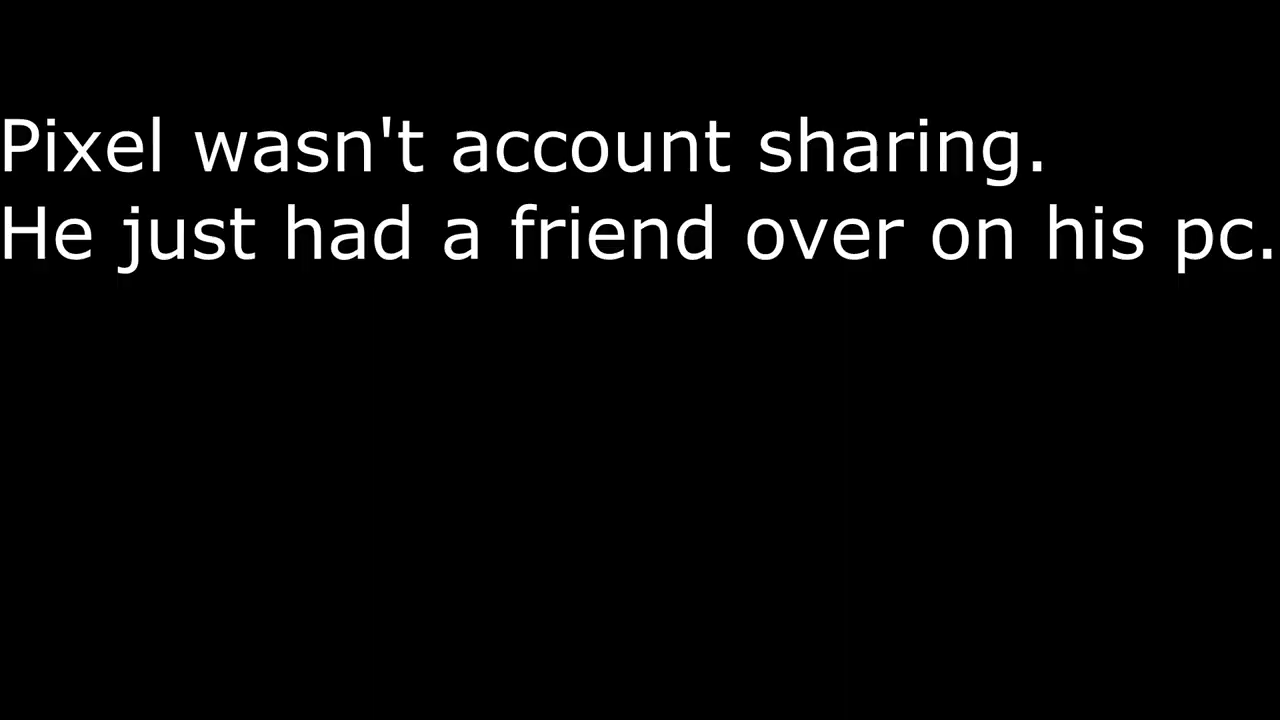 Pixel wasn't account sharing.
He just had a friend over on his pc.